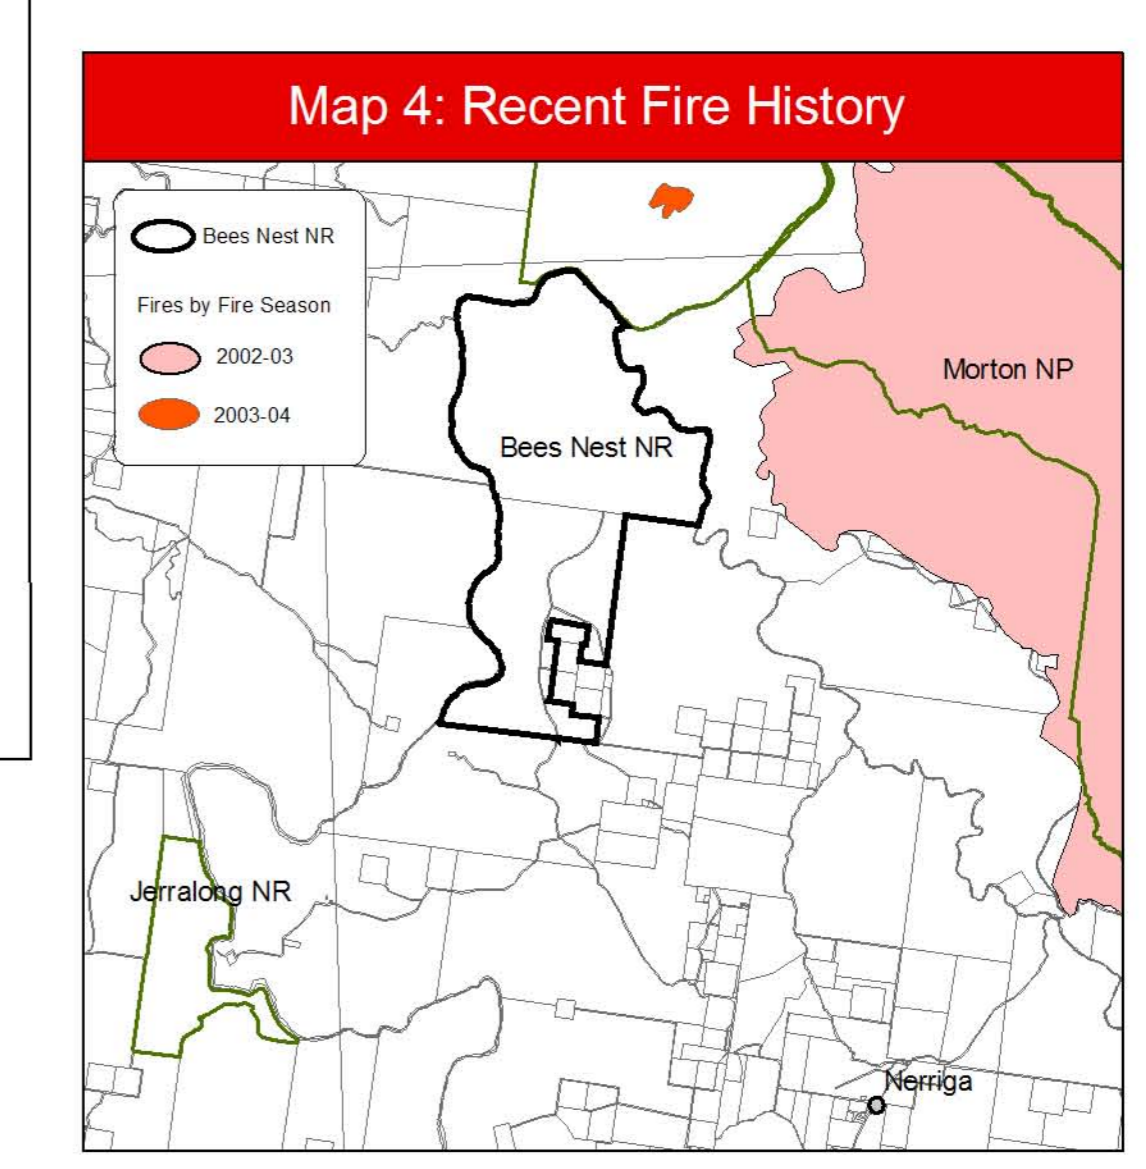 Map 4: Recent Fire History
Bees Nest NR
Fires by Fire Season
2002-03
2003-04
Morton NP
Bees Nest NR
Jerralong NR
Nerriga